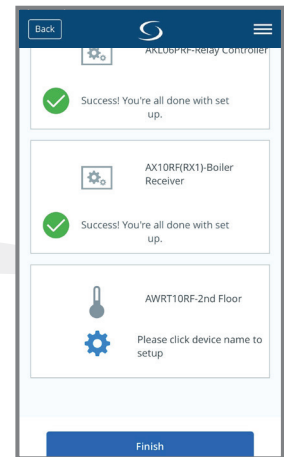 Back
AKL06PRF-Relay Controller
Success! You're all done with set
up.
AX10RF(RX1)-Boiler
Receiver
Success! You're all done with set
up.
AWRT10RF-2nd Floor
Please click device name to
setup
Finish